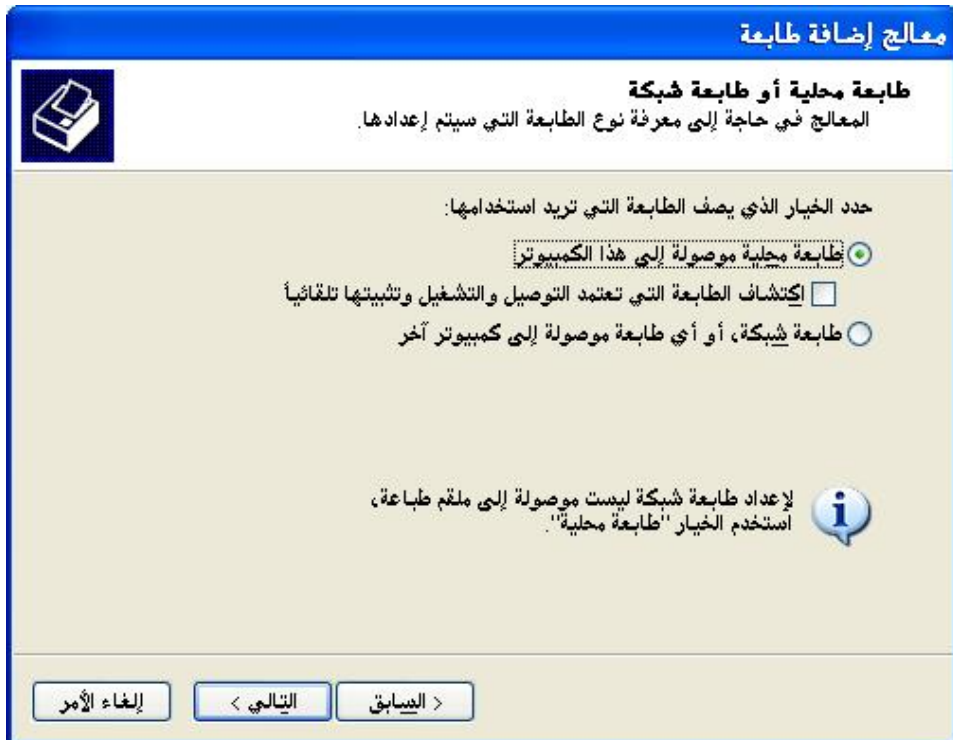 معالج إضافة طابعة
طابعة محلية أو طابعة شبكة
المعالج في حاجة إلى معرفة نوع الطابعة التي سيتم إعدادها.
حدد الخيار الذي يصف الطابعة التي تريد استخدامها:
طابعة محلية موصولة إلى هذا الكمبيوتر
اكتشاف الطابعة التي تعتمد التوصيل والتشغيل وتثبيتها تلقائياً
طابعة شبكة، أو أي طابعة موصولة إلى كمبيوتر آخر
لإعداد طابعة شبكة ليست موصولة إلى ملقم طباعة،
استخدم الخيار "طابعة محلية".
< السابق التالي > إلغاء الأمر